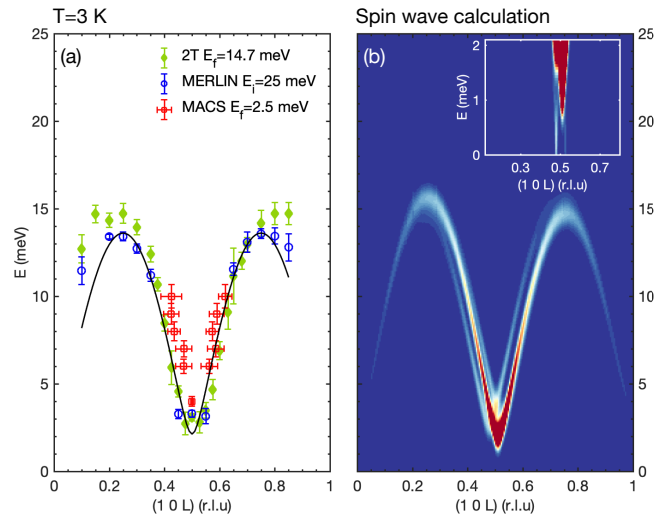 T=3 K
Spin wave calculation
(a)
2T E_f=14.7 meV
MERLIN E_i=25 meV
MACS E_f=2.5 meV
25
20
15
10
5
0
E (meV)
0
0.2
0.4
0.6
0.8
1
(1 0 L) (r.l.u)
(b)
2
1
0
E (meV)
0.3
0.5
0.7
(1 0 L) (r.l.u)
25
20
15
10
5
0
0
0.2
0.4
0.6
0.8
1
(1 0 L) (r.l.u)